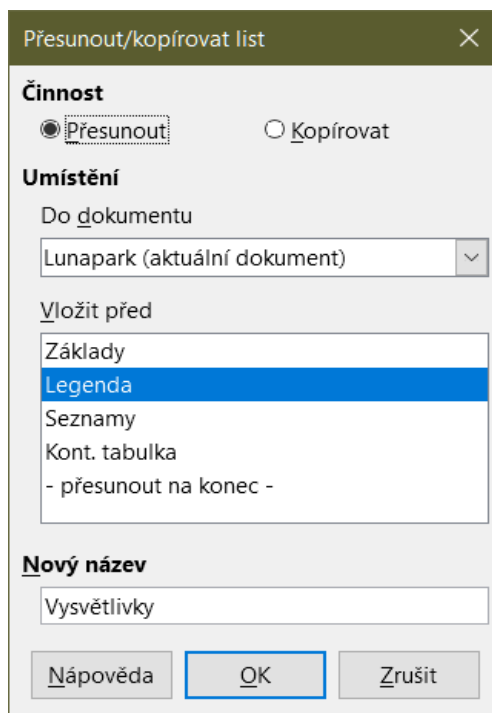 Přesunout/kopírovat list
Činnost
Přesunout Kopírovat
Umístění
Do dokumentu
Lunapark (aktuální dokument)
Vložit před
Základy
Legenda
Seznamy
Kont. tabulka
- přesunout na konec -
Nový název
Vysvětlivky
Nápověda OK Zrušit